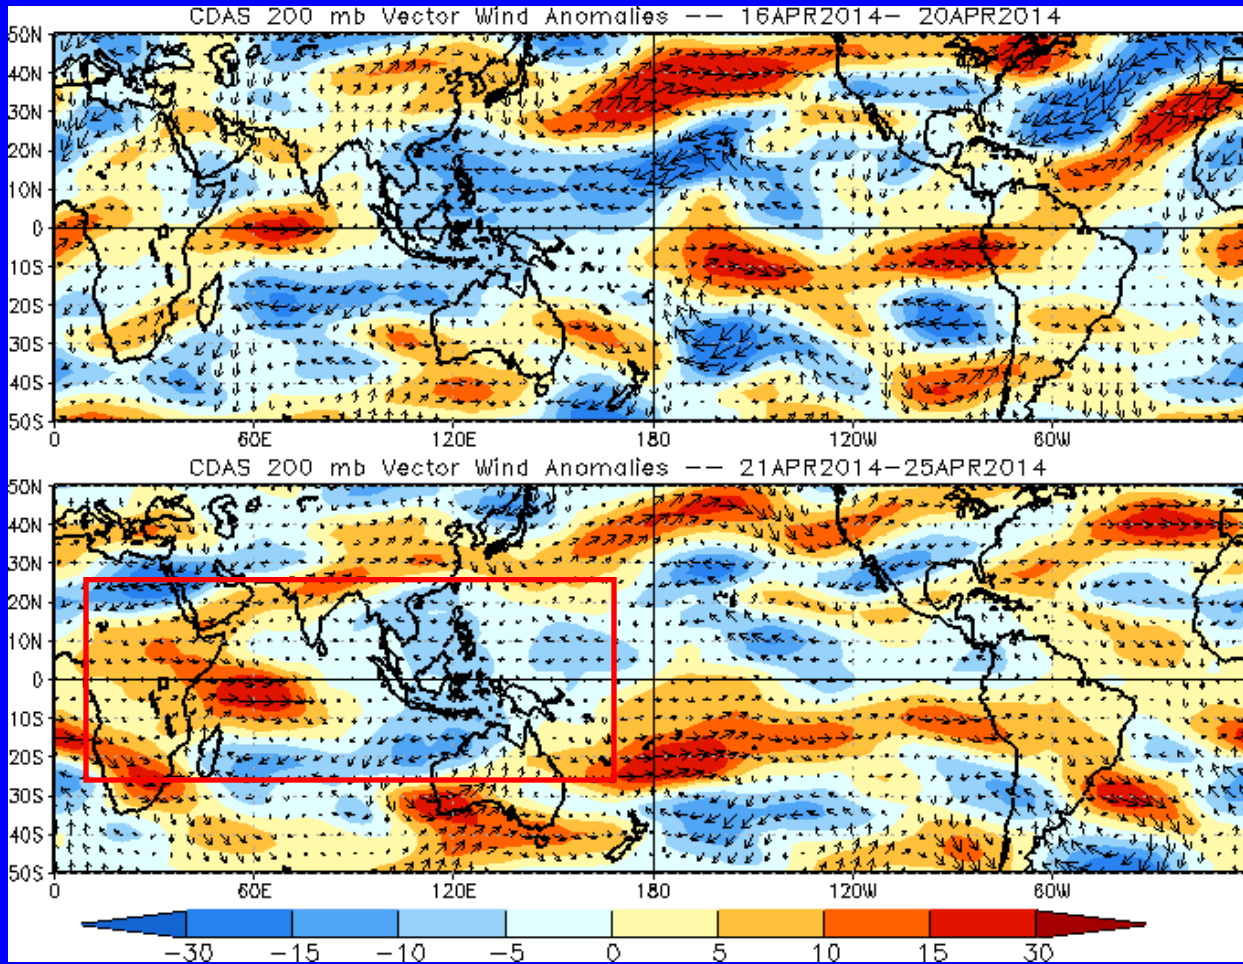 CDAS 200 mb Vector Wind Anomalies -- 16APR2014- 20APR2014
50N
40N
30N
20N
10N
0
10S
20S
30S
40S
50S
0 60E 120E 180 120W 60W
CDAS 200 mb Vector Wind Anomalies -- 21APR2014-25APR2014
50N
40N
30N
20N
10N
0
10S
20S
30S
40S
50S
0 60E 120E 180 120W 60W
-30 -15 -10 -5 0 5 10 15 30